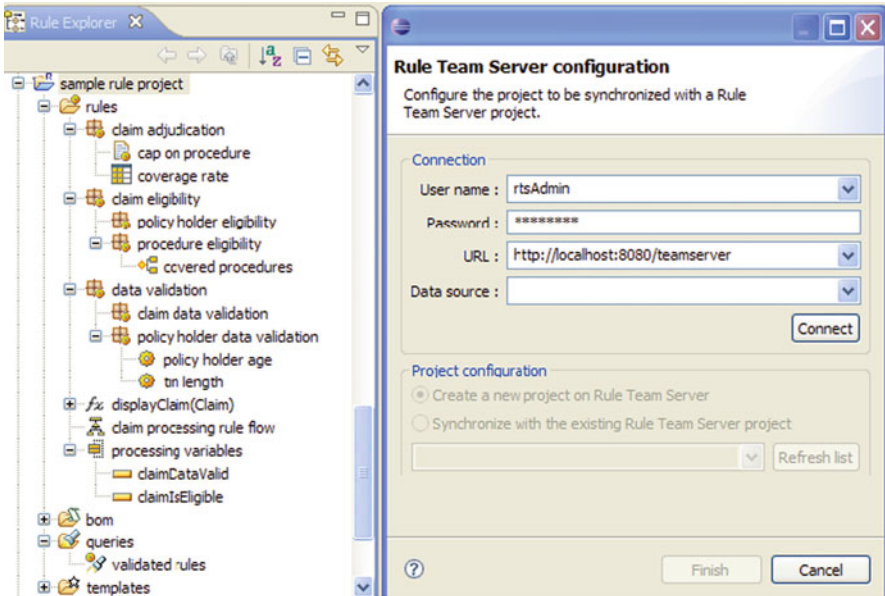 Rule Explorer
sample rule project
rules
claim adjudication
cap on procedure
coverage rate
claim eligibility
policy holder eligibility
procedure eligibility
covered procedures
data validation
claim data validation
policy holder data validation
policy holder age
tin length
fx displayClaim(Claim)
claim processing rule flow
processing variables
claimDataValid
claimIsEligible
bom
queries
validated rules
templates
Rule Team Server configuration
Configure the project to be synchronized with a Rule
Team Server project.
Connection
User name : rtsAdmin
Password : ********
URL : http://localhost:8080/teamserver
Data source :
Connect
Project configuration
Create a new project on Rule Team Server
Synchronize with the existing Rule Team Server project
Refresh list
Finish
Cancel